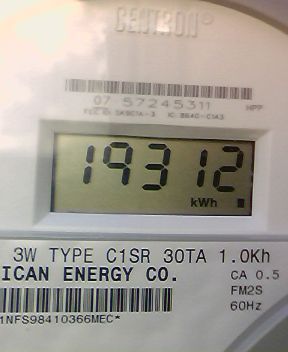 CENTRON®
07 57245311
HPP
19312
kWh
3W TYPE C1SR 30TA 1.0Kh
ICAN ENERGY CO.
CA 0.5
FM2S
60Hz
1NFS98410366MEC*